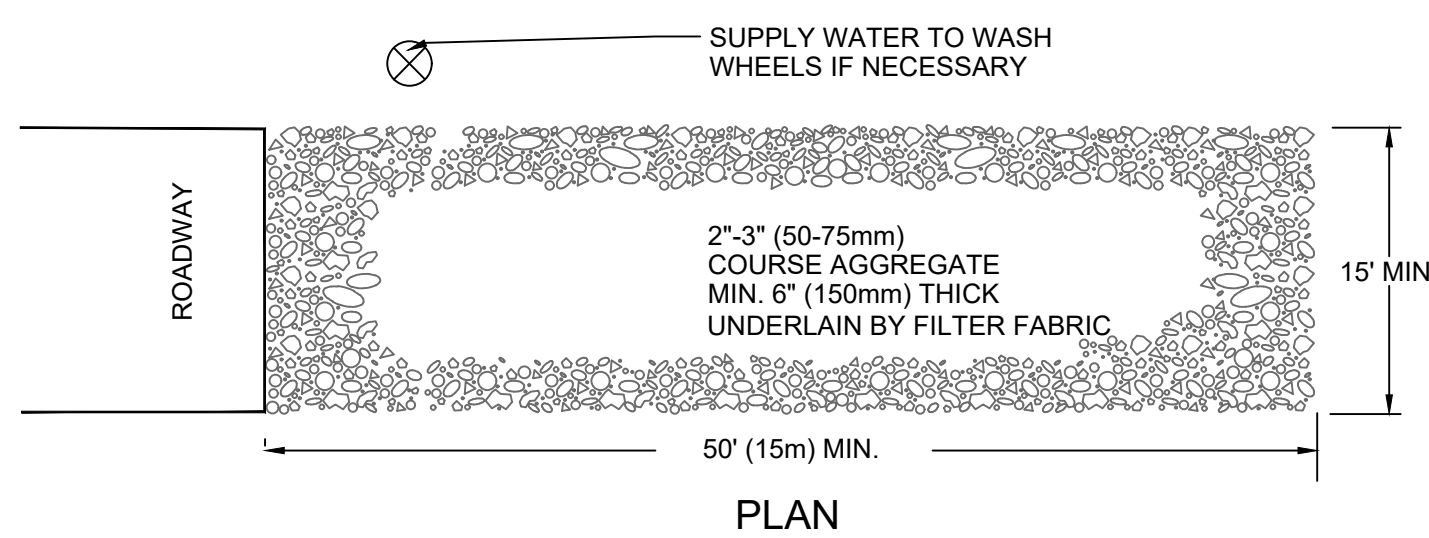 SUPPLY WATER TO WASH
WHEELS IF NECESSARY
ROADWAY
2"-3" (50-75mm)
COURSE AGGREGATE
MIN. 6" (150mm) THICK
UNDERLAIN BY FILTER FABRIC
15' MIN
50' (15m) MIN.
PLAN